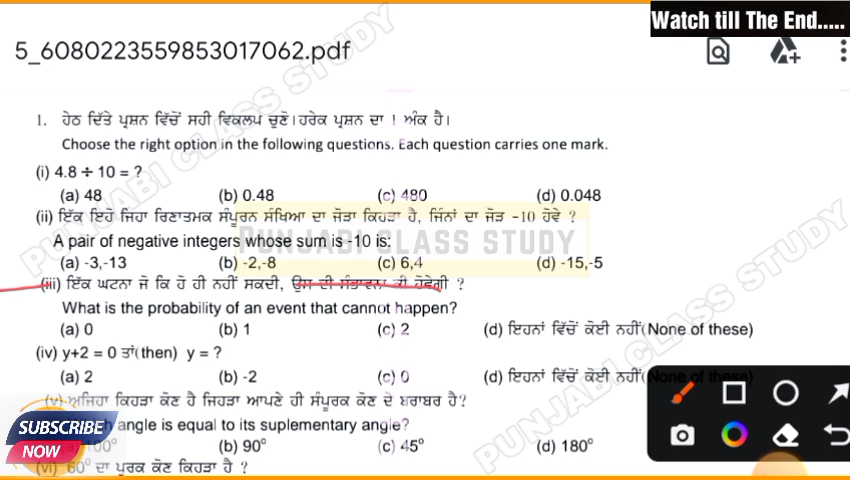 Watch till The End.....
5_6080223559853017062.pdf
1. ਹੇਠ ਦਿੱਤੇ ਪ੍ਰਸ਼ਨ ਵਿੱਚੋਂ ਸਹੀ ਵਿਕਲਪ ਚੁਣੋ।ਹਰੇਕ ਪ੍ਰਸ਼ਨ ਦਾ 1 ਅੰਕ ਹੈ।
Choose the right option in the following questions. Each question carries one mark.
(i) 4.8 ÷ 10 = ?
(a) 48 (b) 0.48 (c) 480 (d) 0.048
(ii) ਇੱਕ ਇਹੋ ਜਿਹਾ ਰਿਣਾਤਮਕ ਸੰਪੂਰਨ ਸੰਖਿਆ ਦਾ ਜੋੜਾ ਕਿਹੜਾ ਹੈ, ਜਿੰਨਾਂ ਦਾ ਜੋੜ -10 ਹੋਵੇ ?
A pair of negative integers whose sum is -10 is:
(a) -3,-13 (b) -2,-8 (c) 6,4 (d) -15,-5
(iii) ਇੱਕ ਘਟਨਾ ਜੋ ਕਿ ਹੋ ਹੀ ਨਹੀਂ ਸਕਦੀ, ਉਸ ਦੀ ਸੰਭਾਵਨਾ ਕੀ ਹੋਵੇਗੀ ?
What is the probability of an event that cannot happen?
(a) 0 (b) 1 (c) 2 (d) ਇਹਨਾਂ ਵਿੱਚੋਂ ਕੋਈ ਨਹੀਂ(None of these)
(iv) y+2 = 0 ਤਾਂ(then) y = ?
(a) 2 (b) -2 (c) 0 (d) ਇਹਨਾਂ ਵਿੱਚੋਂ ਕੋਈ ਨਹੀਂ(None of these)
(v) ਅਜਿਹਾ ਕਿਹੜਾ ਕੋਣ ਹੈ ਜਿਹੜਾ ਆਪਣੇ ਹੀ ਸੰਪੂਰਕ ਕੋਣ ਦੇ ਬਰਾਬਰ ਹੈ?
angle is equal to its suplementary angle?
(b) 90° (c) 45° (d) 180°
(vi) 60° ਦਾ ਪੂਰਕ ਕੋਣ ਕਿਹੜਾ ਹੈ ?
SUBSCRIBE
NOW
PUNJABI CLASS STUDY
PUNJABI CLASS STUDY
PUNJABI CLASS STUDY